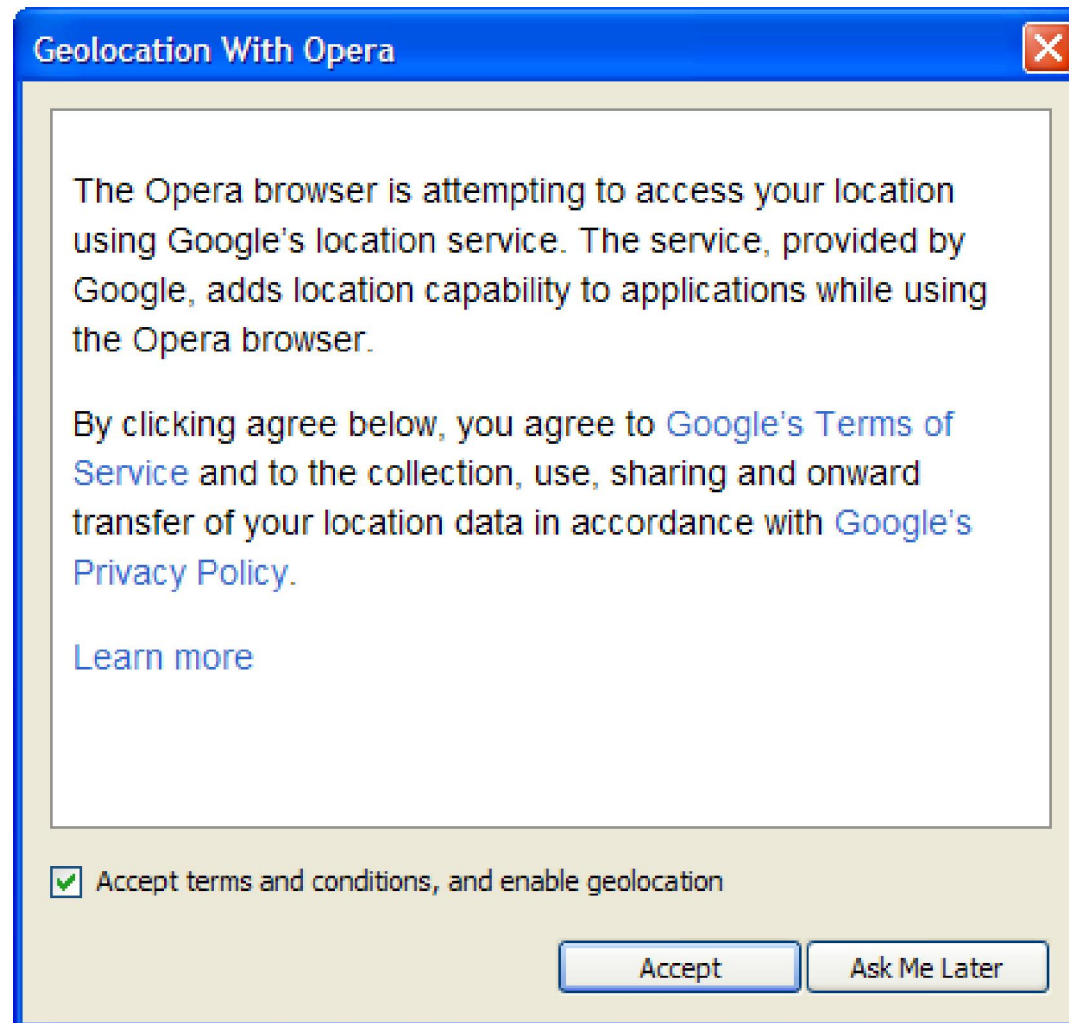 Geolocation With Opera
The Opera browser is attempting to access your location
using Google's location service. The service, provided by
Google, adds location capability to applications while using
the Opera browser.
By clicking agree below, you agree to Google's Terms of
Service and to the collection, use, sharing and onward
transfer of your location data in accordance with Google's
Privacy Policy.
Learn more
Accept terms and conditions, and enable geolocation
Accept
Ask Me Later